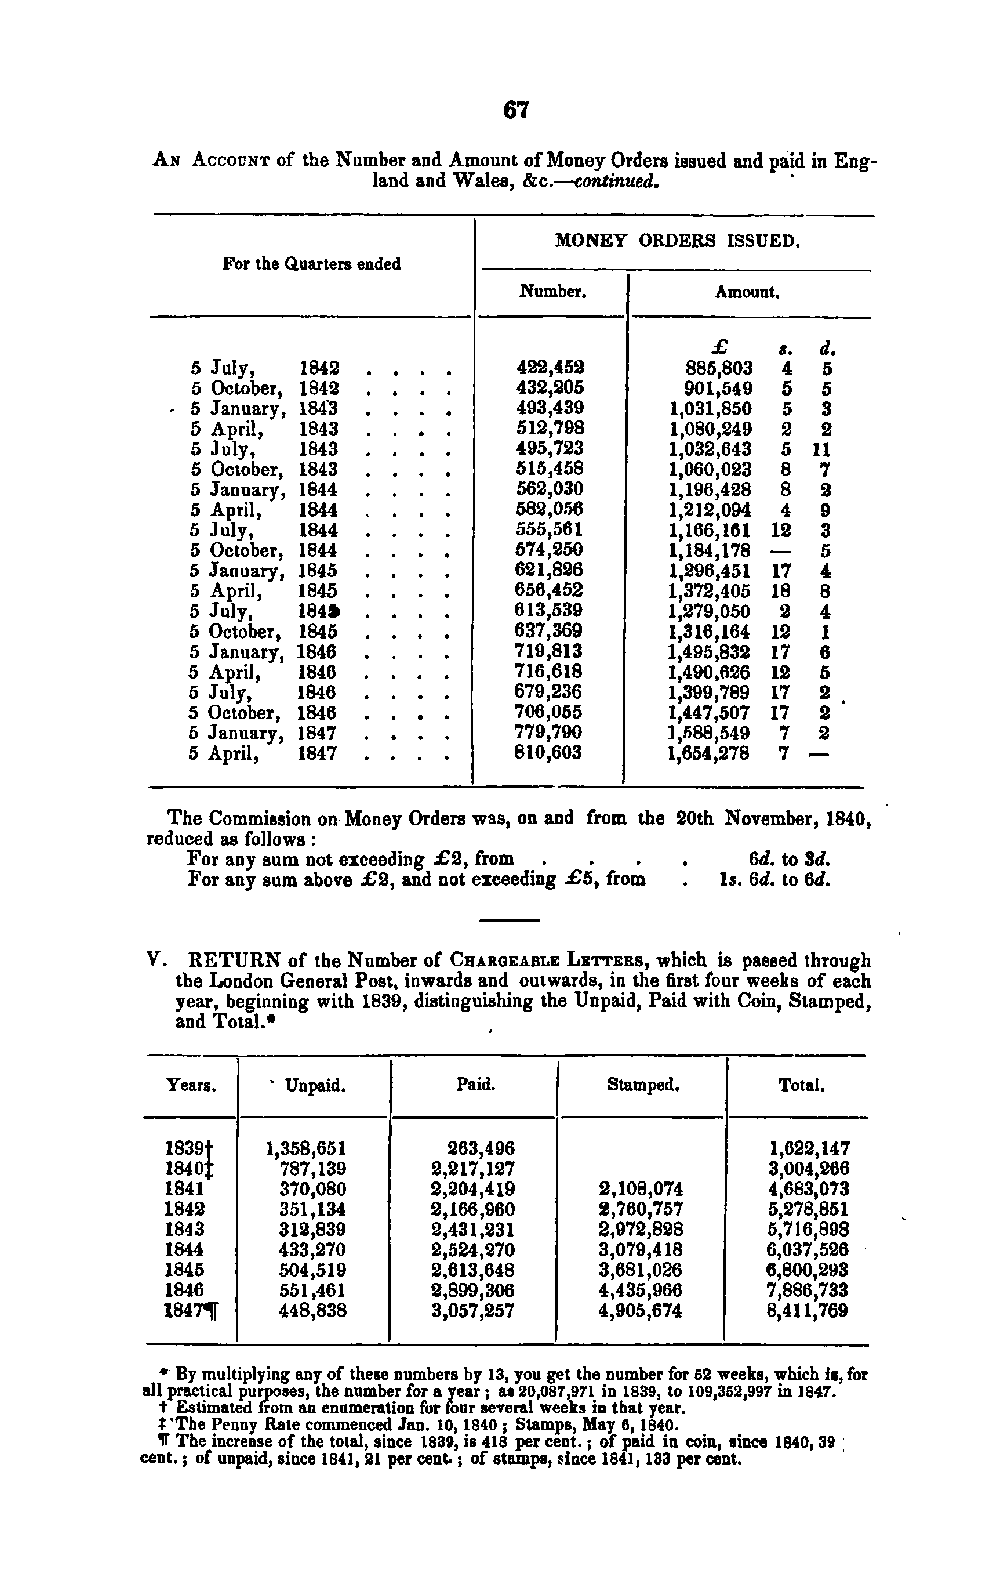 67
AN ACCOUNT of the Number and Amount of Money Orders issued and paid in Eng-
land and Wales, &c.—continued.
For the Quarters ended
MONEY ORDERS ISSUED.
Number. Amount.
£ s. d.
5 July, 1842 . . . . 422,452 885,803 4 5
5 October, 1842 . . . . 432,205 901,549 5 5
5 January, 1843 . . . . 493,439 1,031,850 5 3
5 April, 1843 . . . . 512,798 1,080,249 2 2
5 July, 1843 . . . . 495,723 1,032,643 5 11
5 October, 1843 . . . . 515,458 1,060,023 8 7
5 January, 1844 . . . . 562,030 1,196,428 8 2
5 April, 1844 . . . . 582,056 1,212,094 4 9
5 July, 1844 . . . . 555,561 1,166,161 12 3
5 October, 1844 . . . . 574,250 1,184,178 — 5
5 January, 1845 . . . . 621,826 1,296,451 17 4
5 April, 1845 . . . . 656,452 1,372,405 18 8
5 July, . . . . 613,539 1,279,050 2 4
5 October, 1845 . . . . 637,369 1,316,164 12 1
5 January, 1846 . . . . 719,813 1,495,832 17 6
5 April, 1846 . . . . 716,618 1,490,626 12 5
5 July, 1846 . . . . 679,236 1,399,789 17 2
5 October, 1846 . . . . 706,055 1,447,507 17 2
5 January, 1847 . . . . 779,790 1,588,549 7 2
5 April, 1847 . . . . 810,603 1,654,278 7 —
The Commission on Money Orders was, on and from the 20th November, 1840,
reduced as follows :
For any sum not exceeding £2, from . . . . 6d. to 3d.
For any sum above £2, and not exceeding £5, from . 1s. 6d. to 6d.
V. RETURN of the Number of CHARGEABLE LETTERS, which is passed through
the London General Post, inwards and outwards, in the first four weeks of each
year, beginning with 1839, distinguishing the Unpaid, Paid with Coin, Stamped,
and Total.*
Years. Unpaid. Paid. Stamped. Total.
1839† 1,358,651 263,496 1,622,147
1840‡ 787,139 2,217,127 3,004,266
1841 370,080 2,204,419 2,108,074 4,683,073
1842 351,134 2,166,960 2,760,757 5,278,851
1843 312,839 2,431,231 2,972,828 5,716,898
1844 433,270 2,524,270 3,079,418 6,037,526
1845 504,519 2,613,648 3,681,026 6,800,293
1846 551,461 2,899,306 4,435,966 7,886,733
1847¶ 448,838 3,057,257 4,905,674 8,411,769
* By multiplying any of these numbers by 13, you get the number for 52 weeks, which is, for
all practical purposes, the number for a year ; as 20,087,971 in 1839, to 109,352,997 in 1847.
† Estimated from an enumeration for four several weeks in that year.
‡ The Penny Rate commenced Jan. 10, 1840 ; Stamps, May 6, 1840.
¶ The increase of the total, since 1839, is 418 per cent. ; of paid in coin, since 1840, 39
cent. ; of unpaid, since 1841, 21 per cent. ; of stamps, since 1841, 133 per cent.